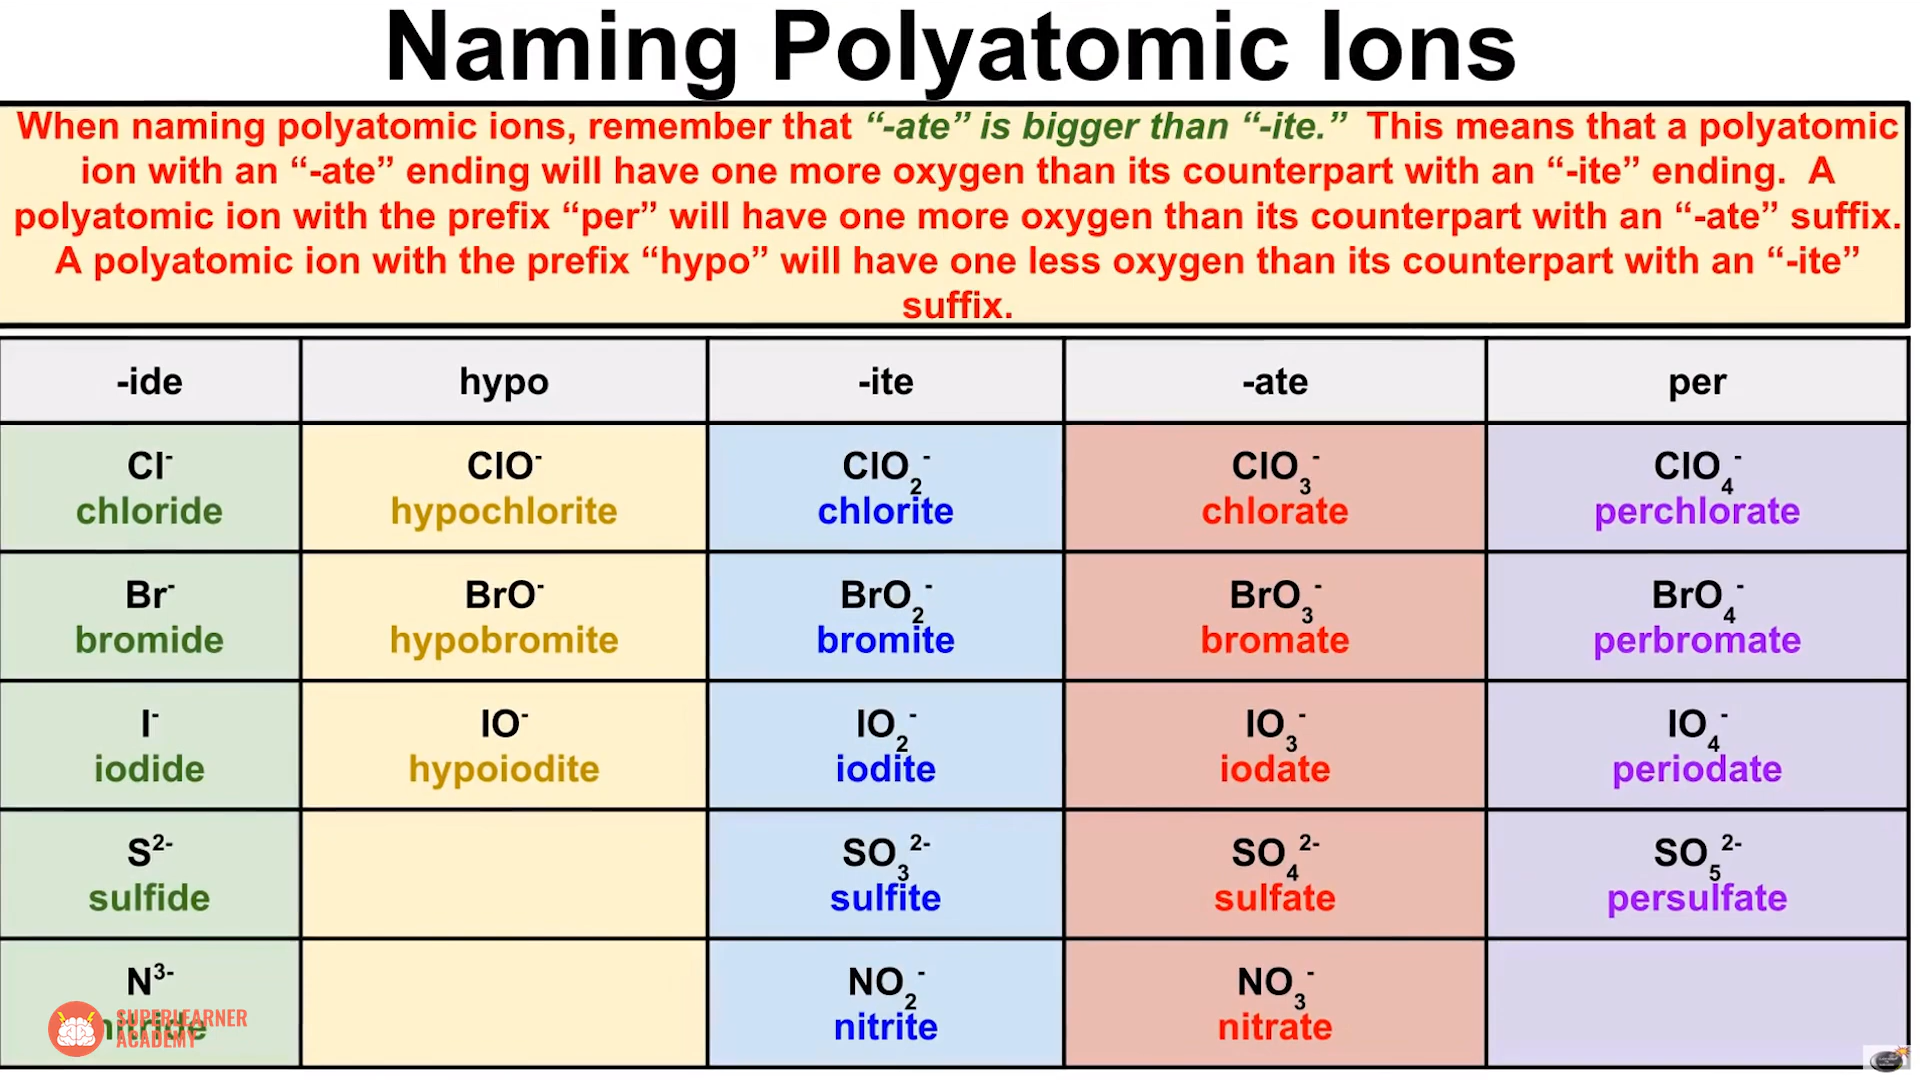 Naming Polyatomic Ions
When naming polyatomic ions, remember that “-ate” is bigger than “-ite.” This means that a polyatomic
ion with an “-ate” ending will have one more oxygen than its counterpart with an “-ite” ending. A
polyatomic ion with the prefix “per” will have one more oxygen than its counterpart with an “-ate” suffix.
A polyatomic ion with the prefix “hypo” will have one less oxygen than its counterpart with an “-ite”
suffix.
-ide hypo -ite -ate per
Cl⁻ ClO⁻ ClO₂⁻ ClO₃⁻ ClO₄⁻
chloride hypochlorite chlorite chlorate perchlorate
Br⁻ BrO⁻ BrO₂⁻ BrO₃⁻ BrO₄⁻
bromide hypobromite bromite bromate perbromate
I⁻ IO⁻ IO₂⁻ IO₃⁻ IO₄⁻
iodide hypoiodite iodite iodate periodate
S²⁻ SO₃²⁻ SO₄²⁻ SO₅²⁻
sulfide sulfite sulfate persulfate
N³⁻ NO₂⁻ NO₃⁻
nitride nitrite nitrate
SUPERLEARNER
ACADEMY